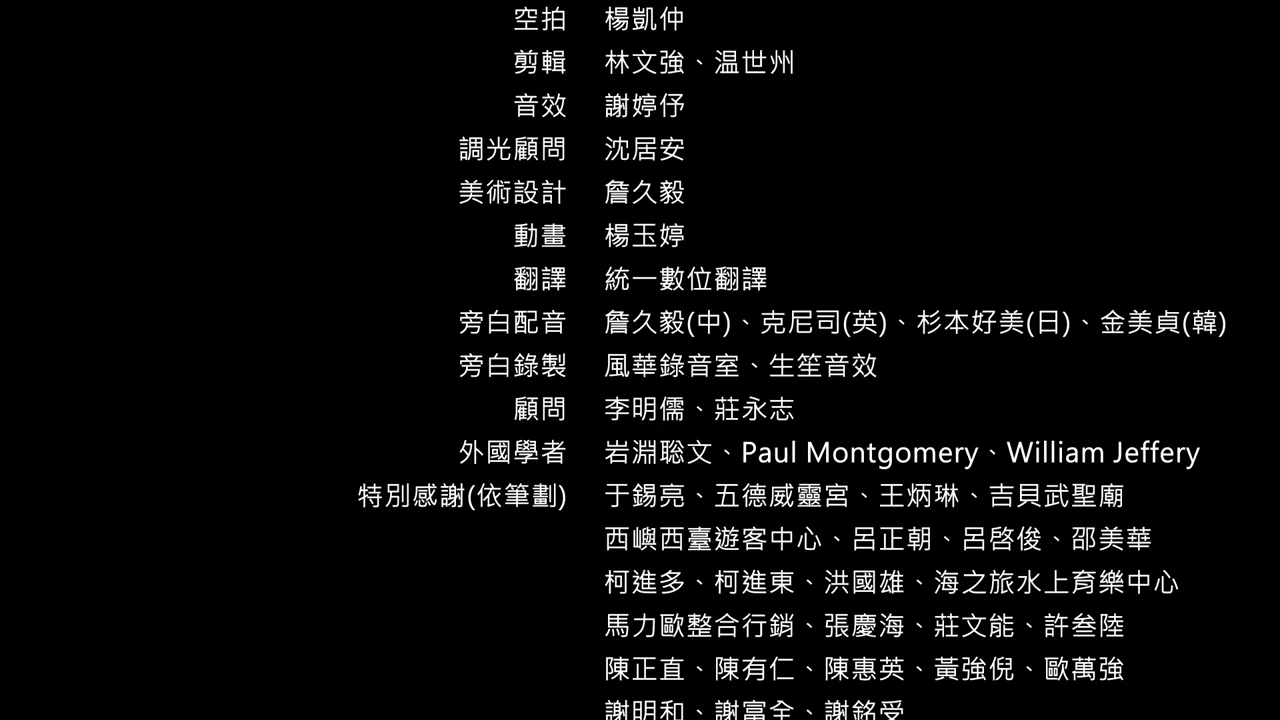 空拍 楊凱仲
剪輯 林文強、温世州
音效 謝婷伃
調光顧問 沈居安
美術設計 詹久毅
動畫 楊玉婷
翻譯 統一數位翻譯
旁白配音 詹久毅(中)、克尼司(英)、杉本好美(日)、金美貞(韓)
旁白錄製 風華錄音室、生笙音效
顧問 李明儒、莊永志
外國學者 岩淵聡文、Paul Montgomery、William Jeffery
特別感謝(依筆劃) 于錫亮、五德威靈宮、王炳琳、吉貝武聖廟
西嶼西臺遊客中心、呂正朝、呂啓俊、邵美華
柯進多、柯進東、洪國雄、海之旅水上育樂中心
馬力歐整合行銷、張慶海、莊文能、許叁陸
陳正直、陳有仁、陳惠英、黃強倪、歐萬強
謝明和、謝富全、謝銘受